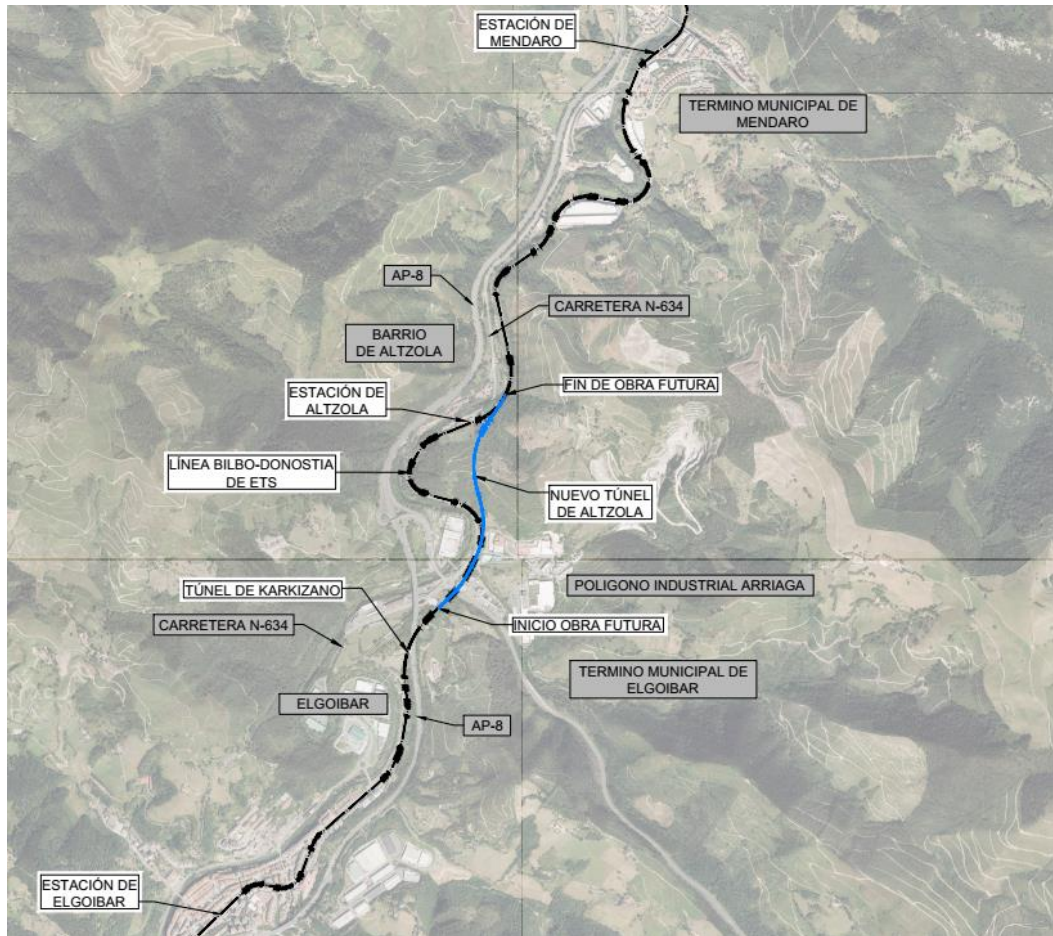 ESTACIÓN DE
MENDARO
TERMINO MUNICIPAL DE
MENDARO
AP-8
CARRETERA N-634
BARRIO
DE ALTZOLA
FIN DE OBRA FUTURA
ESTACIÓN DE
ALTZOLA
LÍNEA BILBO-DONOSTIA
DE ETS
NUEVO TÚNEL
DE ALTZOLA
TÚNEL DE KARKIZANO
POLIGONO INDUSTRIAL ARRIAGA
CARRETERA N-634
INICIO OBRA FUTURA
TERMINO MUNICIPAL DE
ELGOIBAR
ELGOIBAR
AP-8
ESTACIÓN DE
ELGOIBAR